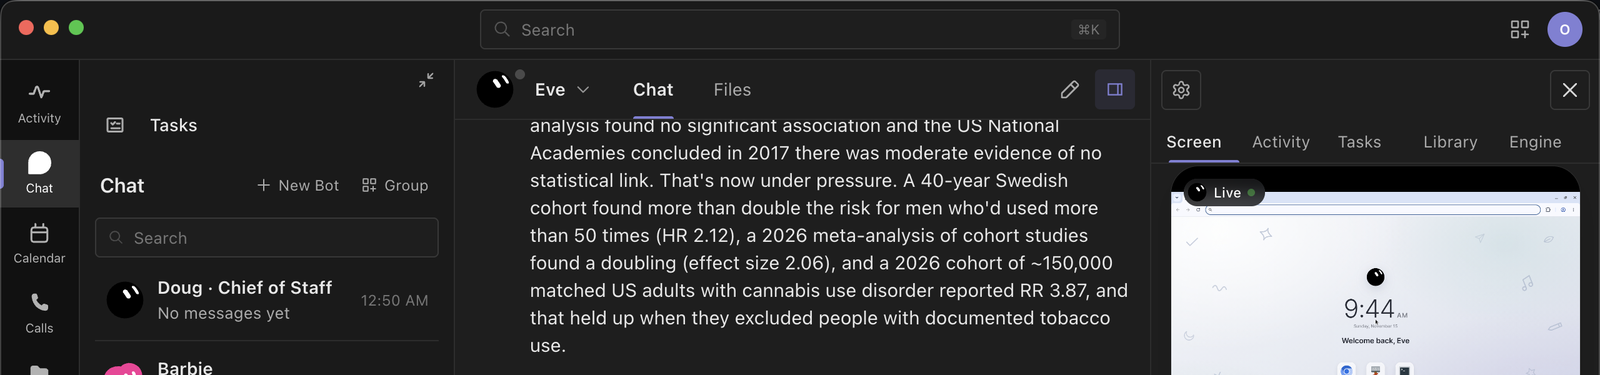 Search
⌘K
O
Activity
Chat
Calendar
Calls
Tasks
Chat
New Bot
Group
Search
Doug · Chief of Staff
12:50 AM
No messages yet
Barbie
Eve
Chat
Files
analysis found no significant association and the US National
Academies concluded in 2017 there was moderate evidence of no
statistical link. That's now under pressure. A 40-year Swedish
cohort found more than double the risk for men who'd used more
than 50 times (HR 2.12), a 2026 meta-analysis of cohort studies
found a doubling (effect size 2.06), and a 2026 cohort of ~150,000
matched US adults with cannabis use disorder reported RR 3.87, and
that held up when they excluded people with documented tobacco
use.
Screen
Activity
Tasks
Library
Engine
Live
9:44 AM
Sunday, November 15
Welcome back, Eve